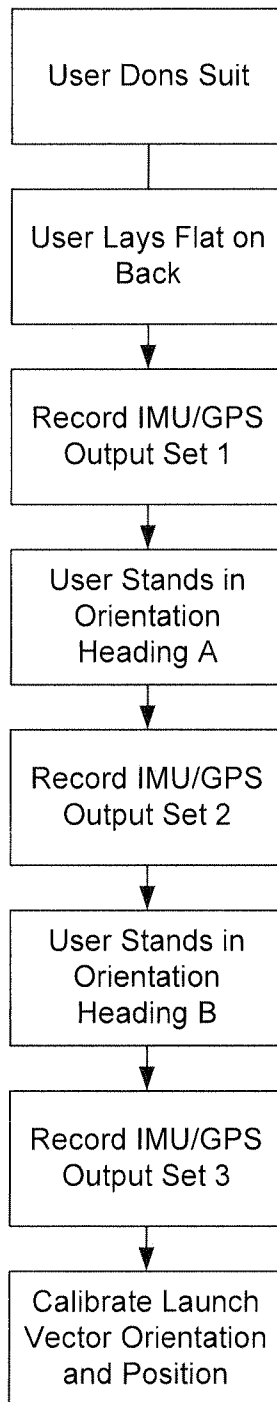 User Dons Suit
User Lays Flat on
Back
Record IMU/GPS
Output Set 1
User Stands in
Orientation
Heading A
Record IMU/GPS
Output Set 2
User Stands in
Orientation
Heading B
Record IMU/GPS
Output Set 3
Calibrate Launch
Vector Orientation
and Position